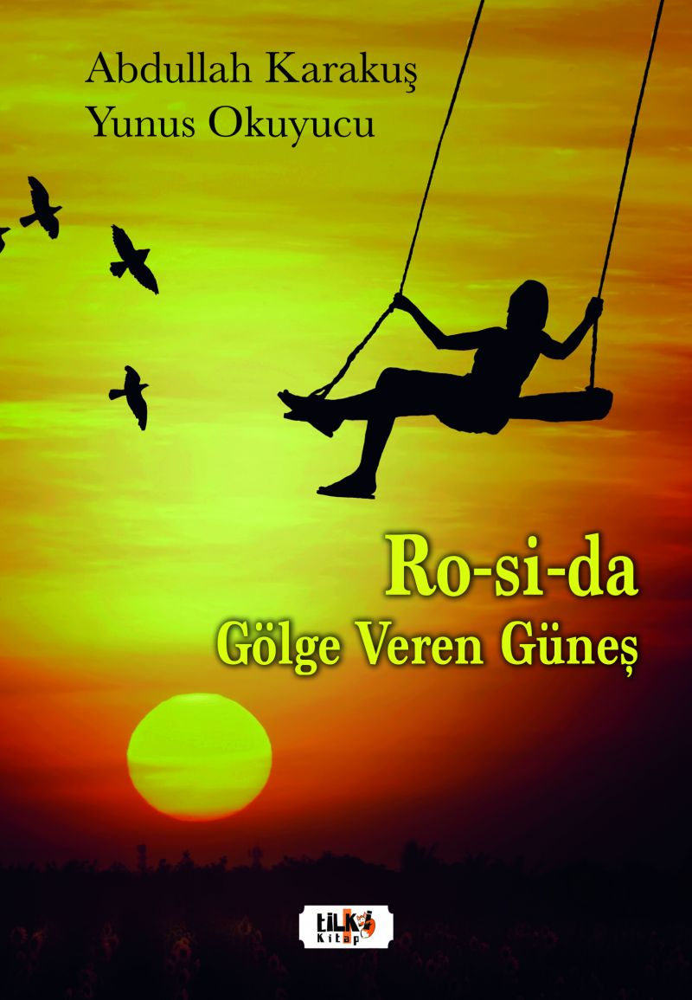 Abdullah Karakuş
Yunus Okuyucu
Ro-si-da
Gölge Veren Güneş
tiLKi
Kitap